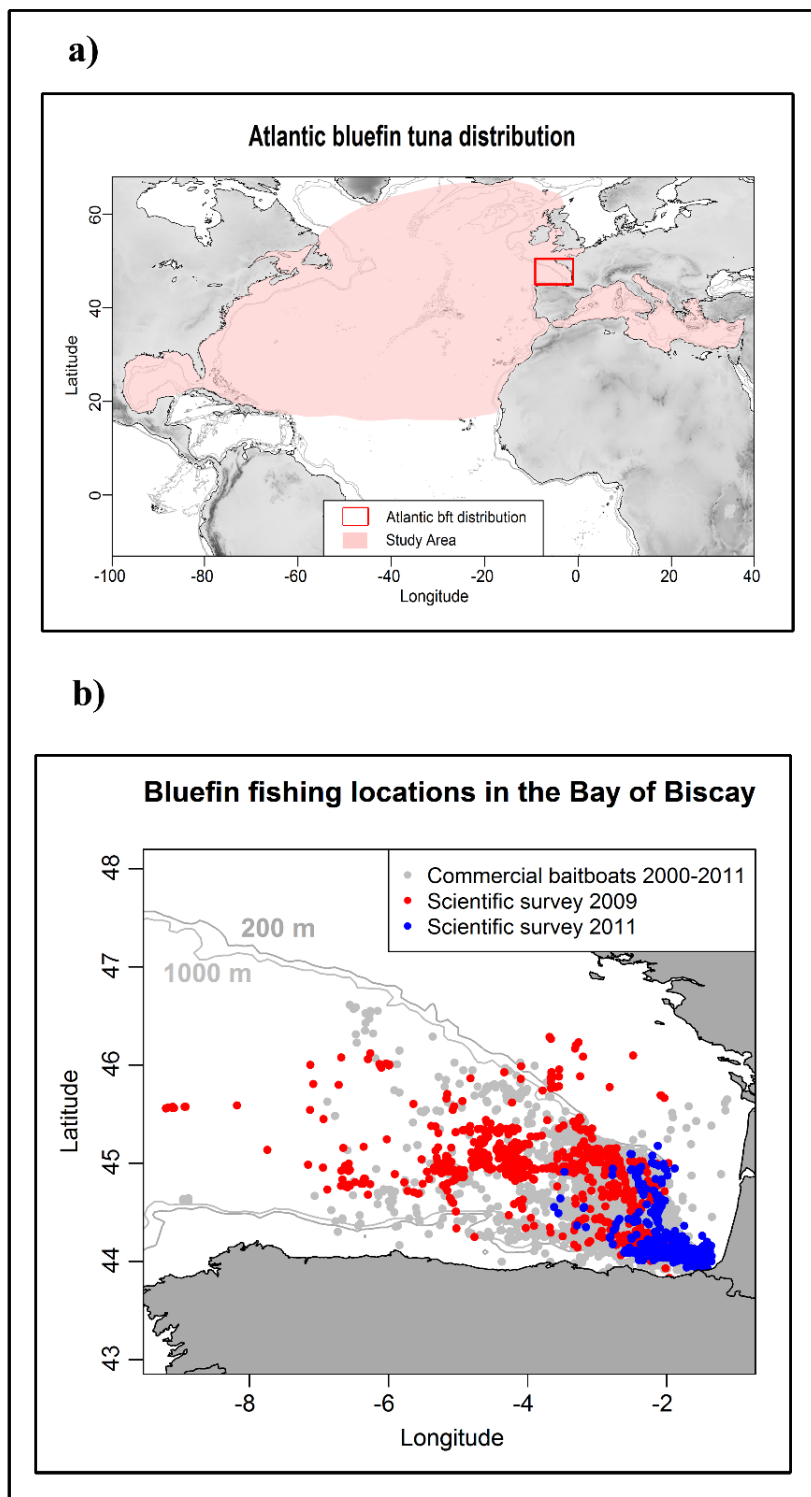 a)
Atlantic bluefin tuna distribution
60
40
20
0
Latitude
Atlantic bft distribution
Study Area
-100 -80 -60 -40 -20 0 20 40
Longitude
b)
Bluefin fishing locations in the Bay of Biscay
Commercial baitboats 2000-2011
Scientific survey 2009
Scientific survey 2011
200 m
1000 m
48
47
46
45
44
43
Latitude
-8 -6 -4 -2
Longitude